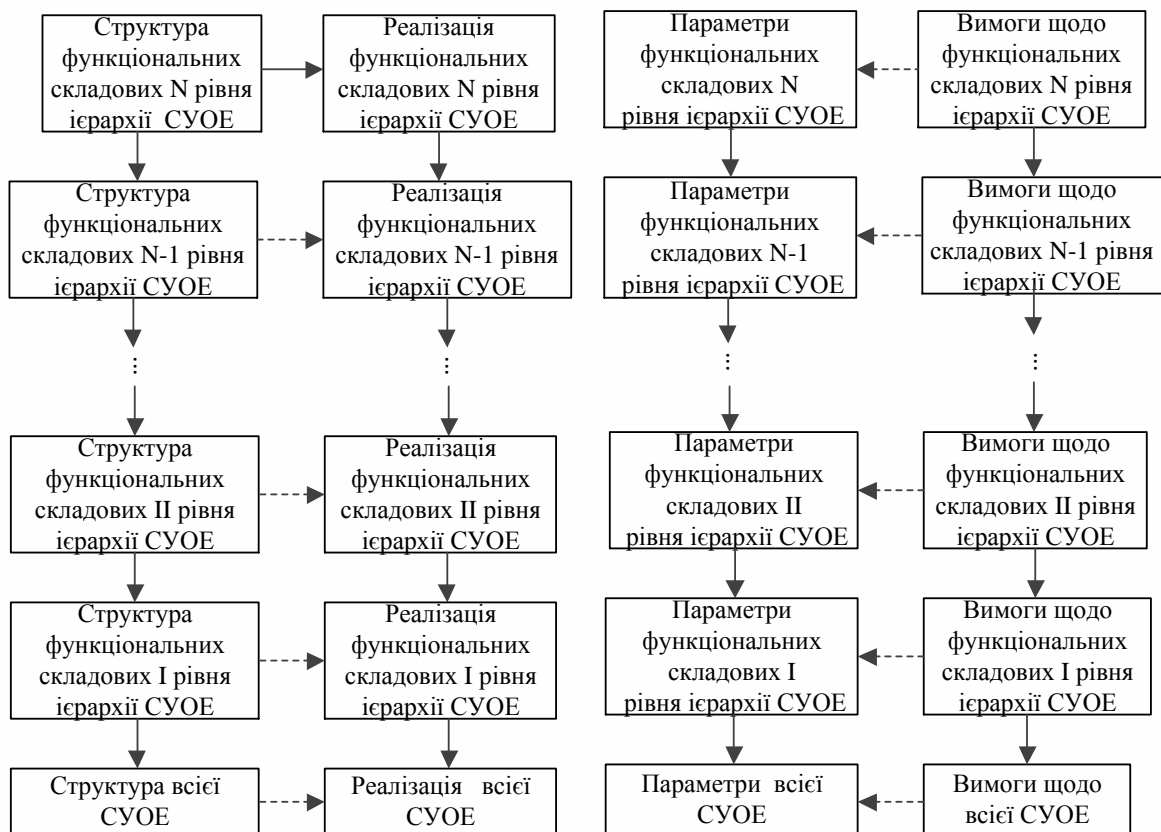 Структура
функціональних
складових N рівня
ієрархії СУОЕ
Реалізація
функціональних
складових N рівня
ієрархії СУОЕ
Параметри
функціональних
складових N
рівня ієрархії СУОЕ
Вимоги щодо
функціональних
складових N рівня
ієрархії СУОЕ
Структура
функціональних
складових N-1 рівня
ієрархії СУОЕ
Реалізація
функціональних
складових N-1 рівня
ієрархії СУОЕ
Параметри
функціональних
складових N-1
рівня ієрархії СУОЕ
Вимоги щодо
функціональних
складових N-1 рівня
ієрархії СУОЕ
...
...
...
...
Структура
функціональних
складових II рівня
ієрархії СУОЕ
Реалізація
функціональних
складових II рівня
ієрархії СУОЕ
Параметри
функціональних
складових II
рівня ієрархії СУОЕ
Вимоги щодо
функціональних
складових II рівня
ієрархії СУОЕ
Структура
функціональних
складових I рівня
ієрархії СУОЕ
Реалізація
функціональних
складових I рівня
ієрархії СУОЕ
Параметри
функціональних
складових I
рівня ієрархії СУОЕ
Вимоги щодо
функціональних
складових I рівня
ієрархії СУОЕ
Структура всієї
СУОЕ
Реалізація всієї
СУОЕ
Параметри всієї
СУОЕ
Вимоги щодо
всієї СУОЕ